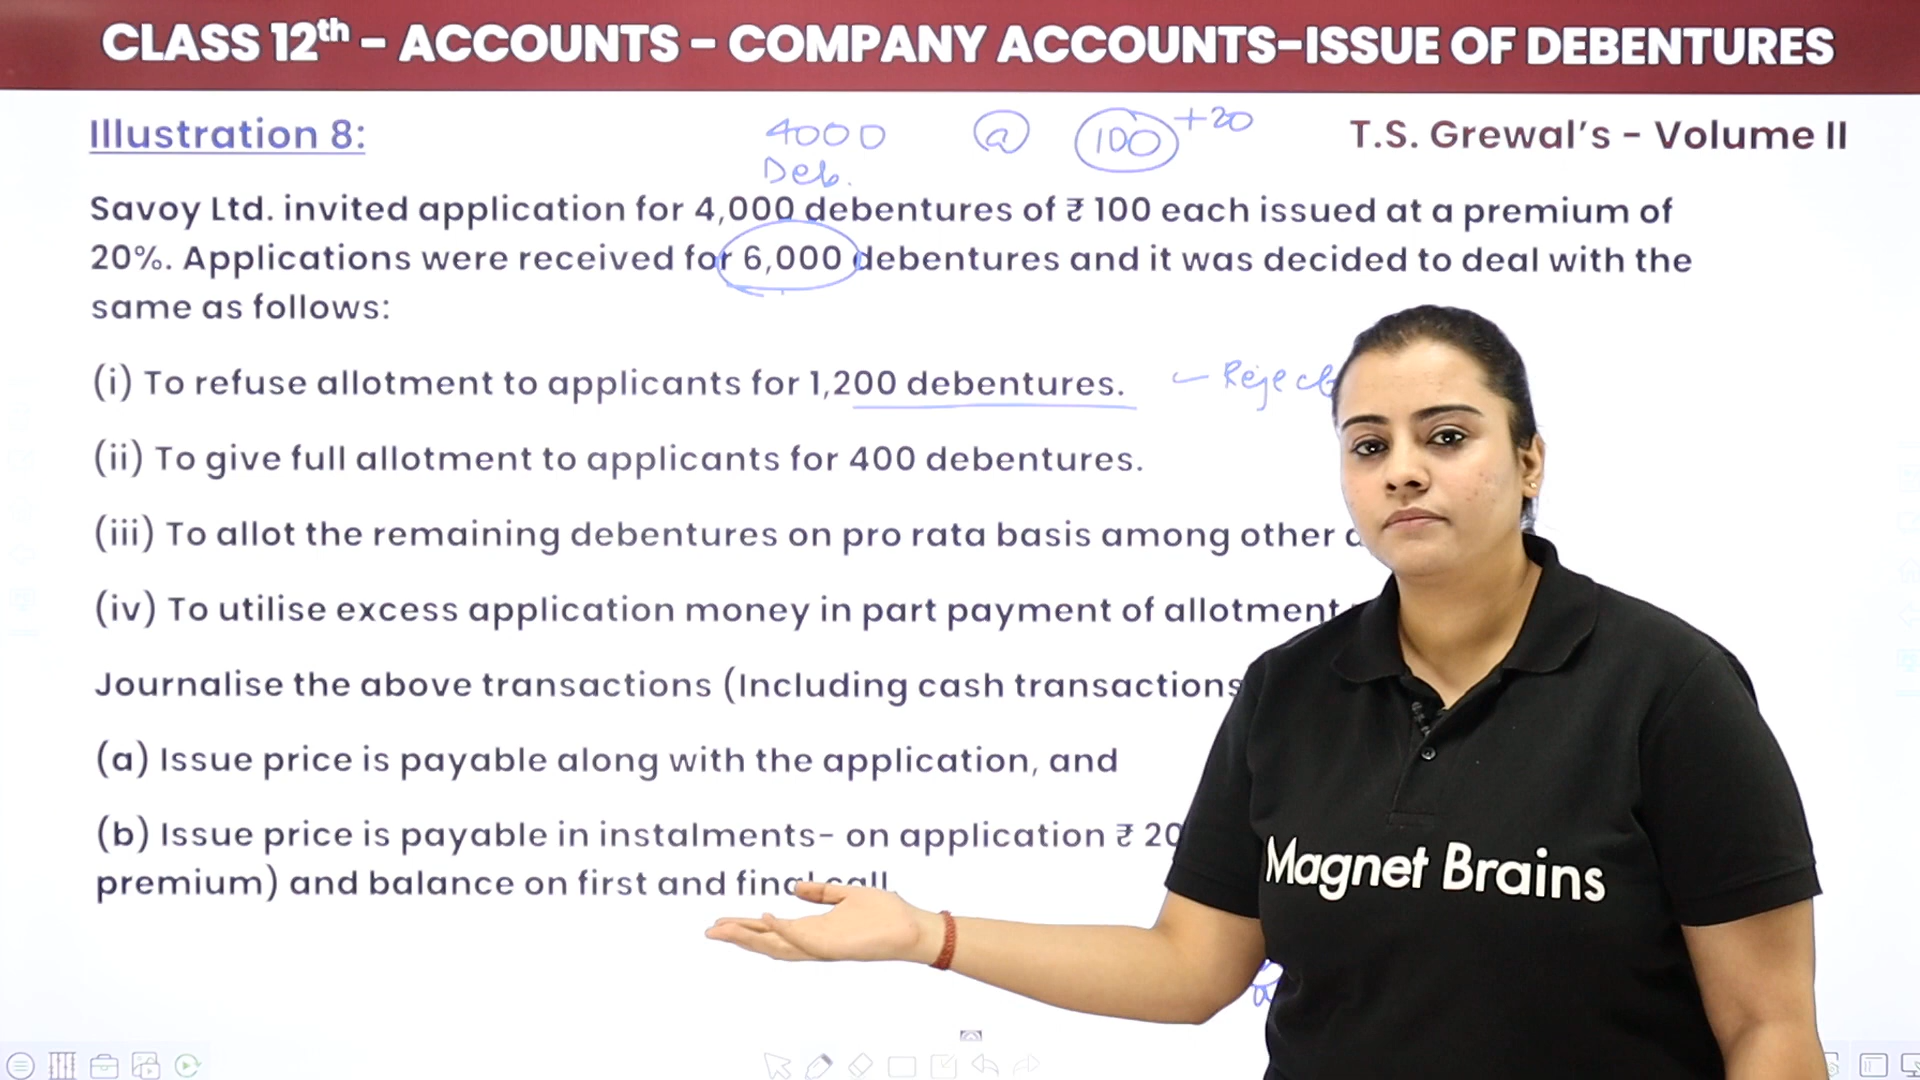 CLASS 12th - ACCOUNTS - COMPANY ACCOUNTS-ISSUE OF DEBENTURES
Illustration 8:
4000 @ 100 +20
Deb.
T.S. Grewal's - Volume II
Savoy Ltd. invited application for 4,000 debentures of ₹ 100 each issued at a premium of
20%. Applications were received for 6,000 debentures and it was decided to deal with the
same as follows:
(i) To refuse allotment to applicants for 1,200 debentures.
(ii) To give full allotment to applicants for 400 debentures.
(iii) To allot the remaining debentures on pro rata basis among other
(iv) To utilise excess application money in part payment of allotment
Journalise the above transactions (Including cash transactions
(a) Issue price is payable along with the application, and
(b) Issue price is payable in instalments- on application ₹ 20
premium) and balance on first and final call.
Magnet Brains